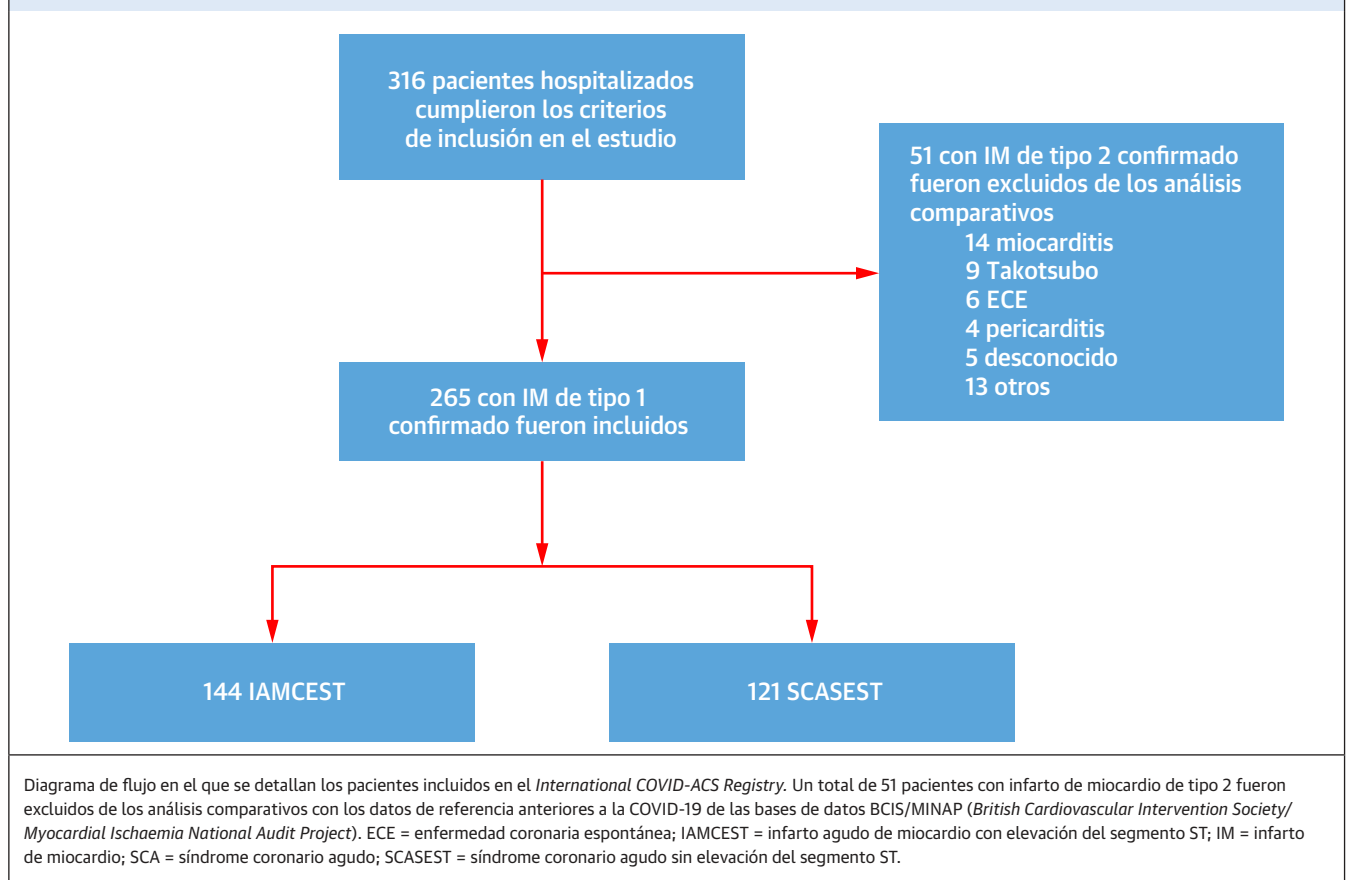 316 pacientes hospitalizados
cumplieron los criterios
de inclusión en el estudio
51 con IM de tipo 2 confirmado
fueron excluidos de los análisis
comparativos
14 miocarditis
9 Takotsubo
6 ECE
4 pericarditis
5 desconocido
13 otros
265 con IM de tipo 1
confirmado fueron incluidos
144 IAMCEST
121 SCASEST
Diagrama de flujo en el que se detallan los pacientes incluidos en el International COVID-ACS Registry. Un total de 51 pacientes con infarto de miocardio de tipo 2 fueron
excluidos de los análisis comparativos con los datos de referencia anteriores a la COVID-19 de las bases de datos BCIS/MINAP (British Cardiovascular Intervention Society/
Myocardial Ischaemia National Audit Project). ECE = enfermedad coronaria espontánea; IAMCEST = infarto agudo de miocardio con elevación del segmento ST; IM = infarto
de miocardio; SCA = síndrome coronario agudo; SCASEST = síndrome coronario agudo sin elevación del segmento ST.